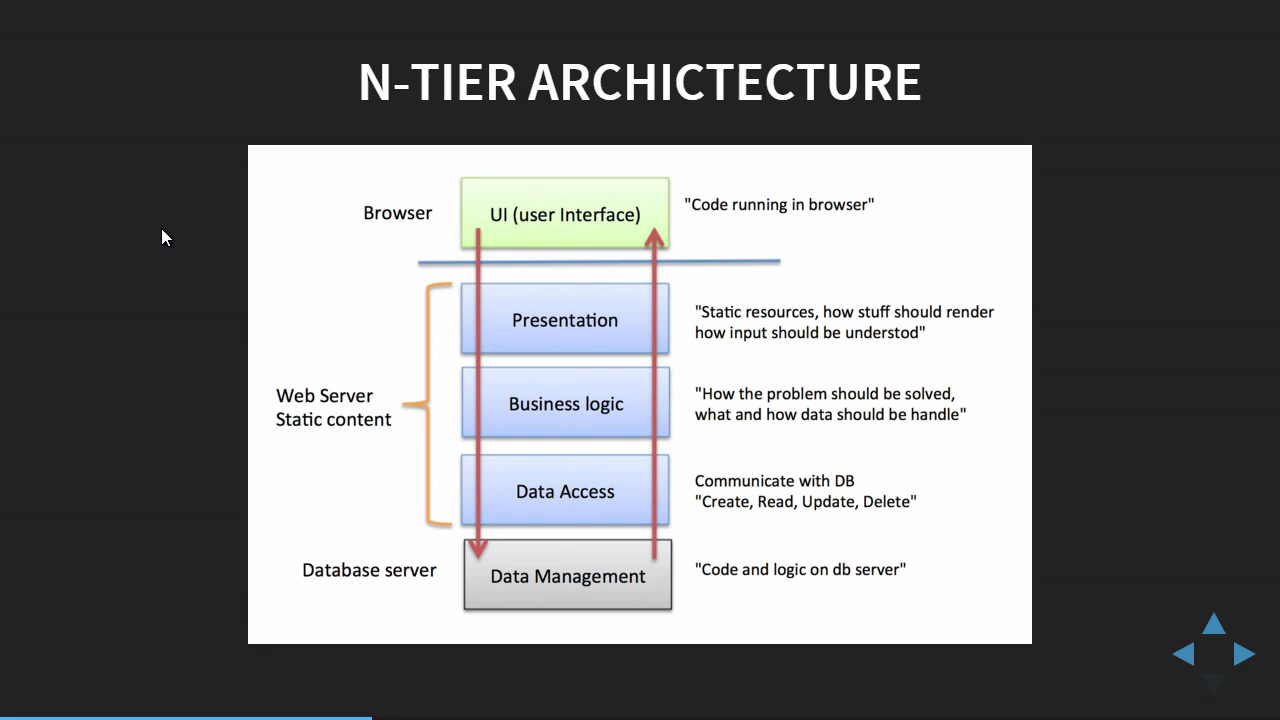 N-TIER ARCHICTECTURE
Browser
UI (user Interface)
"Code running in browser"
Presentation
"Static resources, how stuff should render
how input should be understod"
Web Server
Static content
Business logic
"How the problem should be solved,
what and how data should be handle"
Data Access
Communicate with DB
"Create, Read, Update, Delete"
Database server
Data Management
"Code and logic on db server"